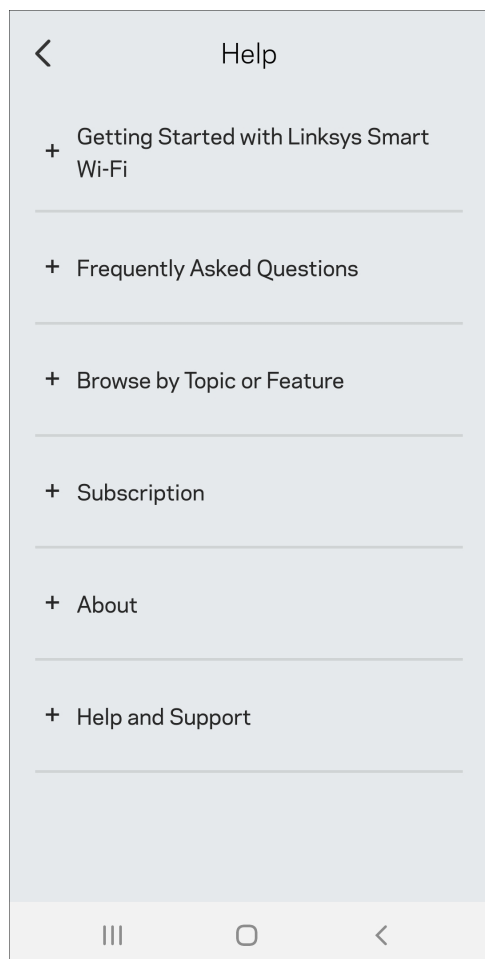 Help
+ Getting Started with Linksys Smart
Wi-Fi
+ Frequently Asked Questions
+ Browse by Topic or Feature
+ Subscription
+ About
+ Help and Support